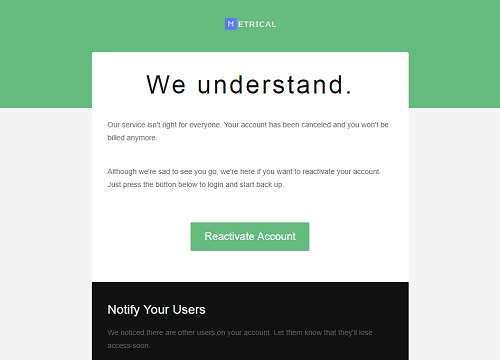 METRICAL
We understand.
Our service isn't right for everyone. Your account has been canceled and you won't be
billed anymore.
Although we're sad to see you go, we're here if you want to reactivate your account.
Just press the button below to login and start back up.
Reactivate Account
Notify Your Users
We noticed there are other users on your account. Let them know that they'll lose
access soon.